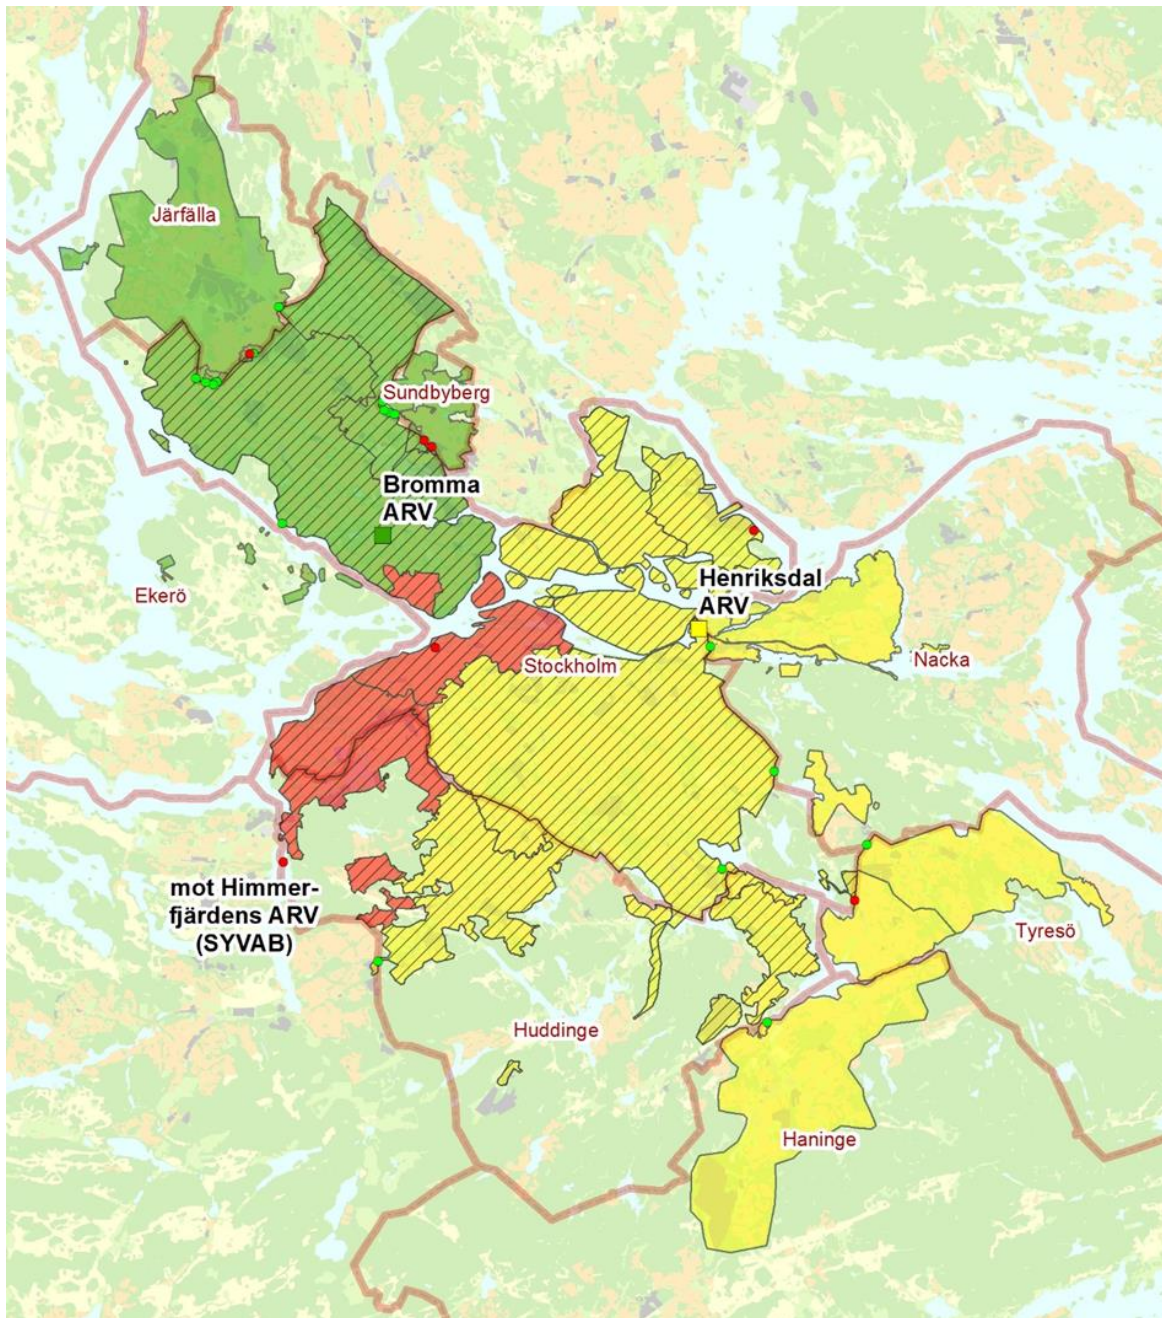 Järfälla
Sundbyberg
Bromma
ARV
Ekerö
Henriksdal
ARV
Stockholm
Nacka
mot Himmer-
fjärdens ARV
(SYVAB)
Tyresö
Huddinge
Haninge